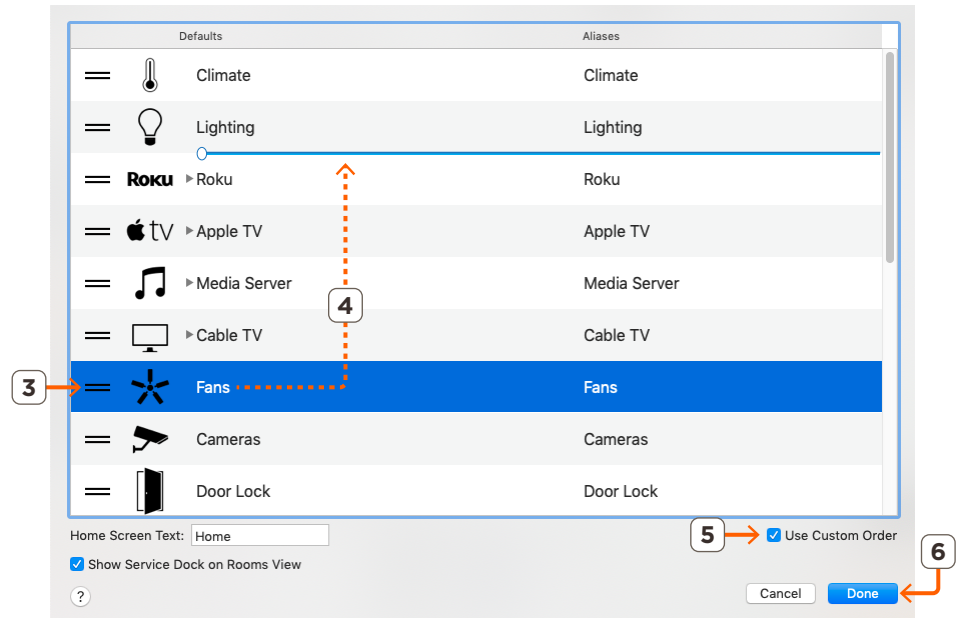 Defaults Aliases
Climate Climate
Lighting Lighting
Roku Roku Roku
tv Apple TV Apple TV
Media Server Media Server
4
Cable TV Cable TV
3 Fans Fans
Cameras Cameras
Door Lock Door Lock
Home Screen Text: Home 5 Use Custom Order
Show Service Dock on Rooms View 6
? Cancel Done